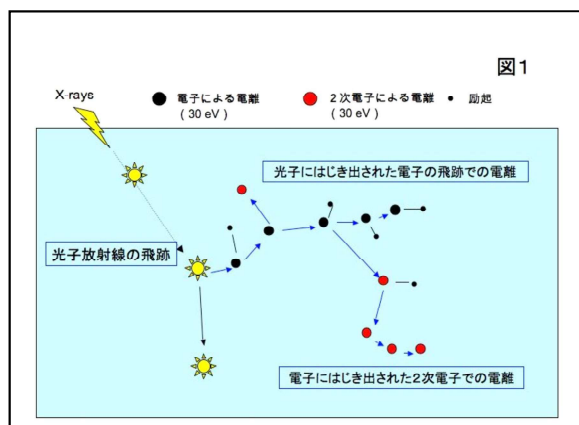 図1
X-rays
電子による電離
(30 eV)
2次電子による電離
(30 eV)
励起
光子にはじき出された電子の飛跡での電離
光子放射線の飛跡
電子にはじき出された2次電子での電離